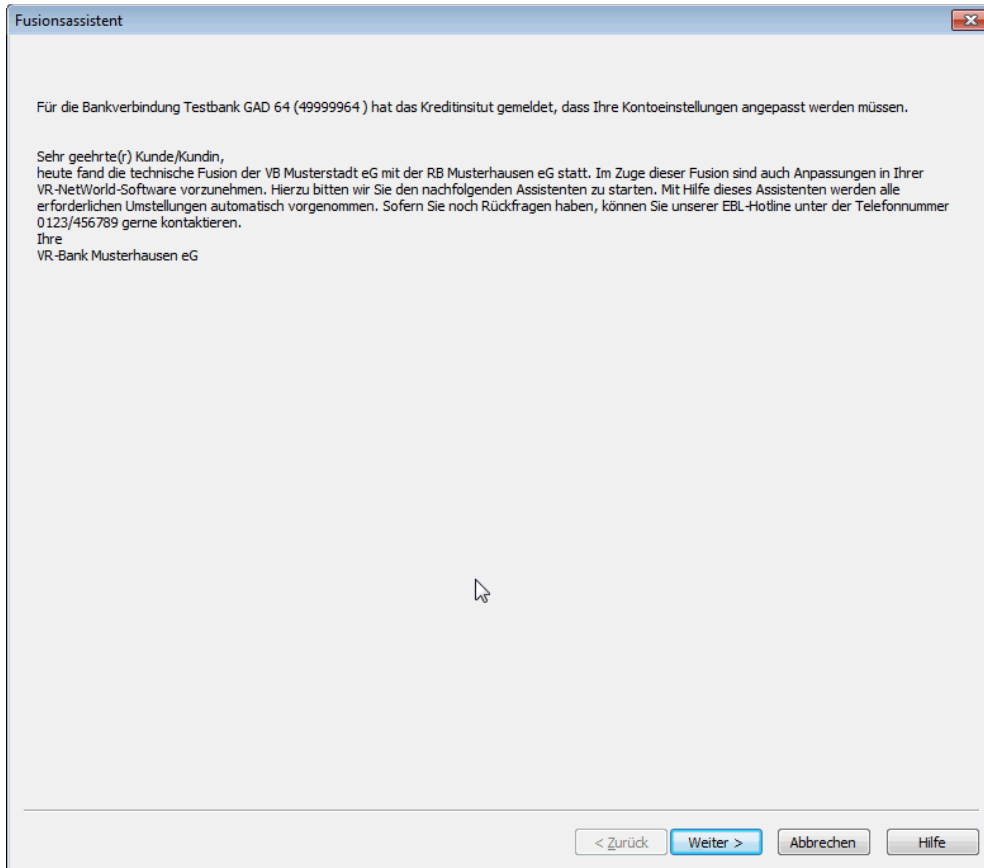 Fusionsassistent
Für die Bankverbindung Testbank GAD 64 (49999964 ) hat das Kreditinsitut gemeldet, dass Ihre Kontoeinstellungen angepasst werden müssen.
Sehr geehrte(r) Kunde/Kundin,
heute fand die technische Fusion der VB Musterstadt eG mit der RB Musterhausen eG statt. Im Zuge dieser Fusion sind auch Anpassungen in Ihrer
VR-NetWorld-Software vorzunehmen. Hierzu bitten wir Sie den nachfolgenden Assistenten zu starten. Mit Hilfe dieses Assistenten werden alle
erforderlichen Umstellungen automatisch vorgenommen. Sofern Sie noch Rückfragen haben, können Sie unserer EBL-Hotline unter der Telefonnummer
0123/456789 gerne kontaktieren.
Ihre
VR-Bank Musterhausen eG
< Zurück Weiter > Abbrechen Hilfe